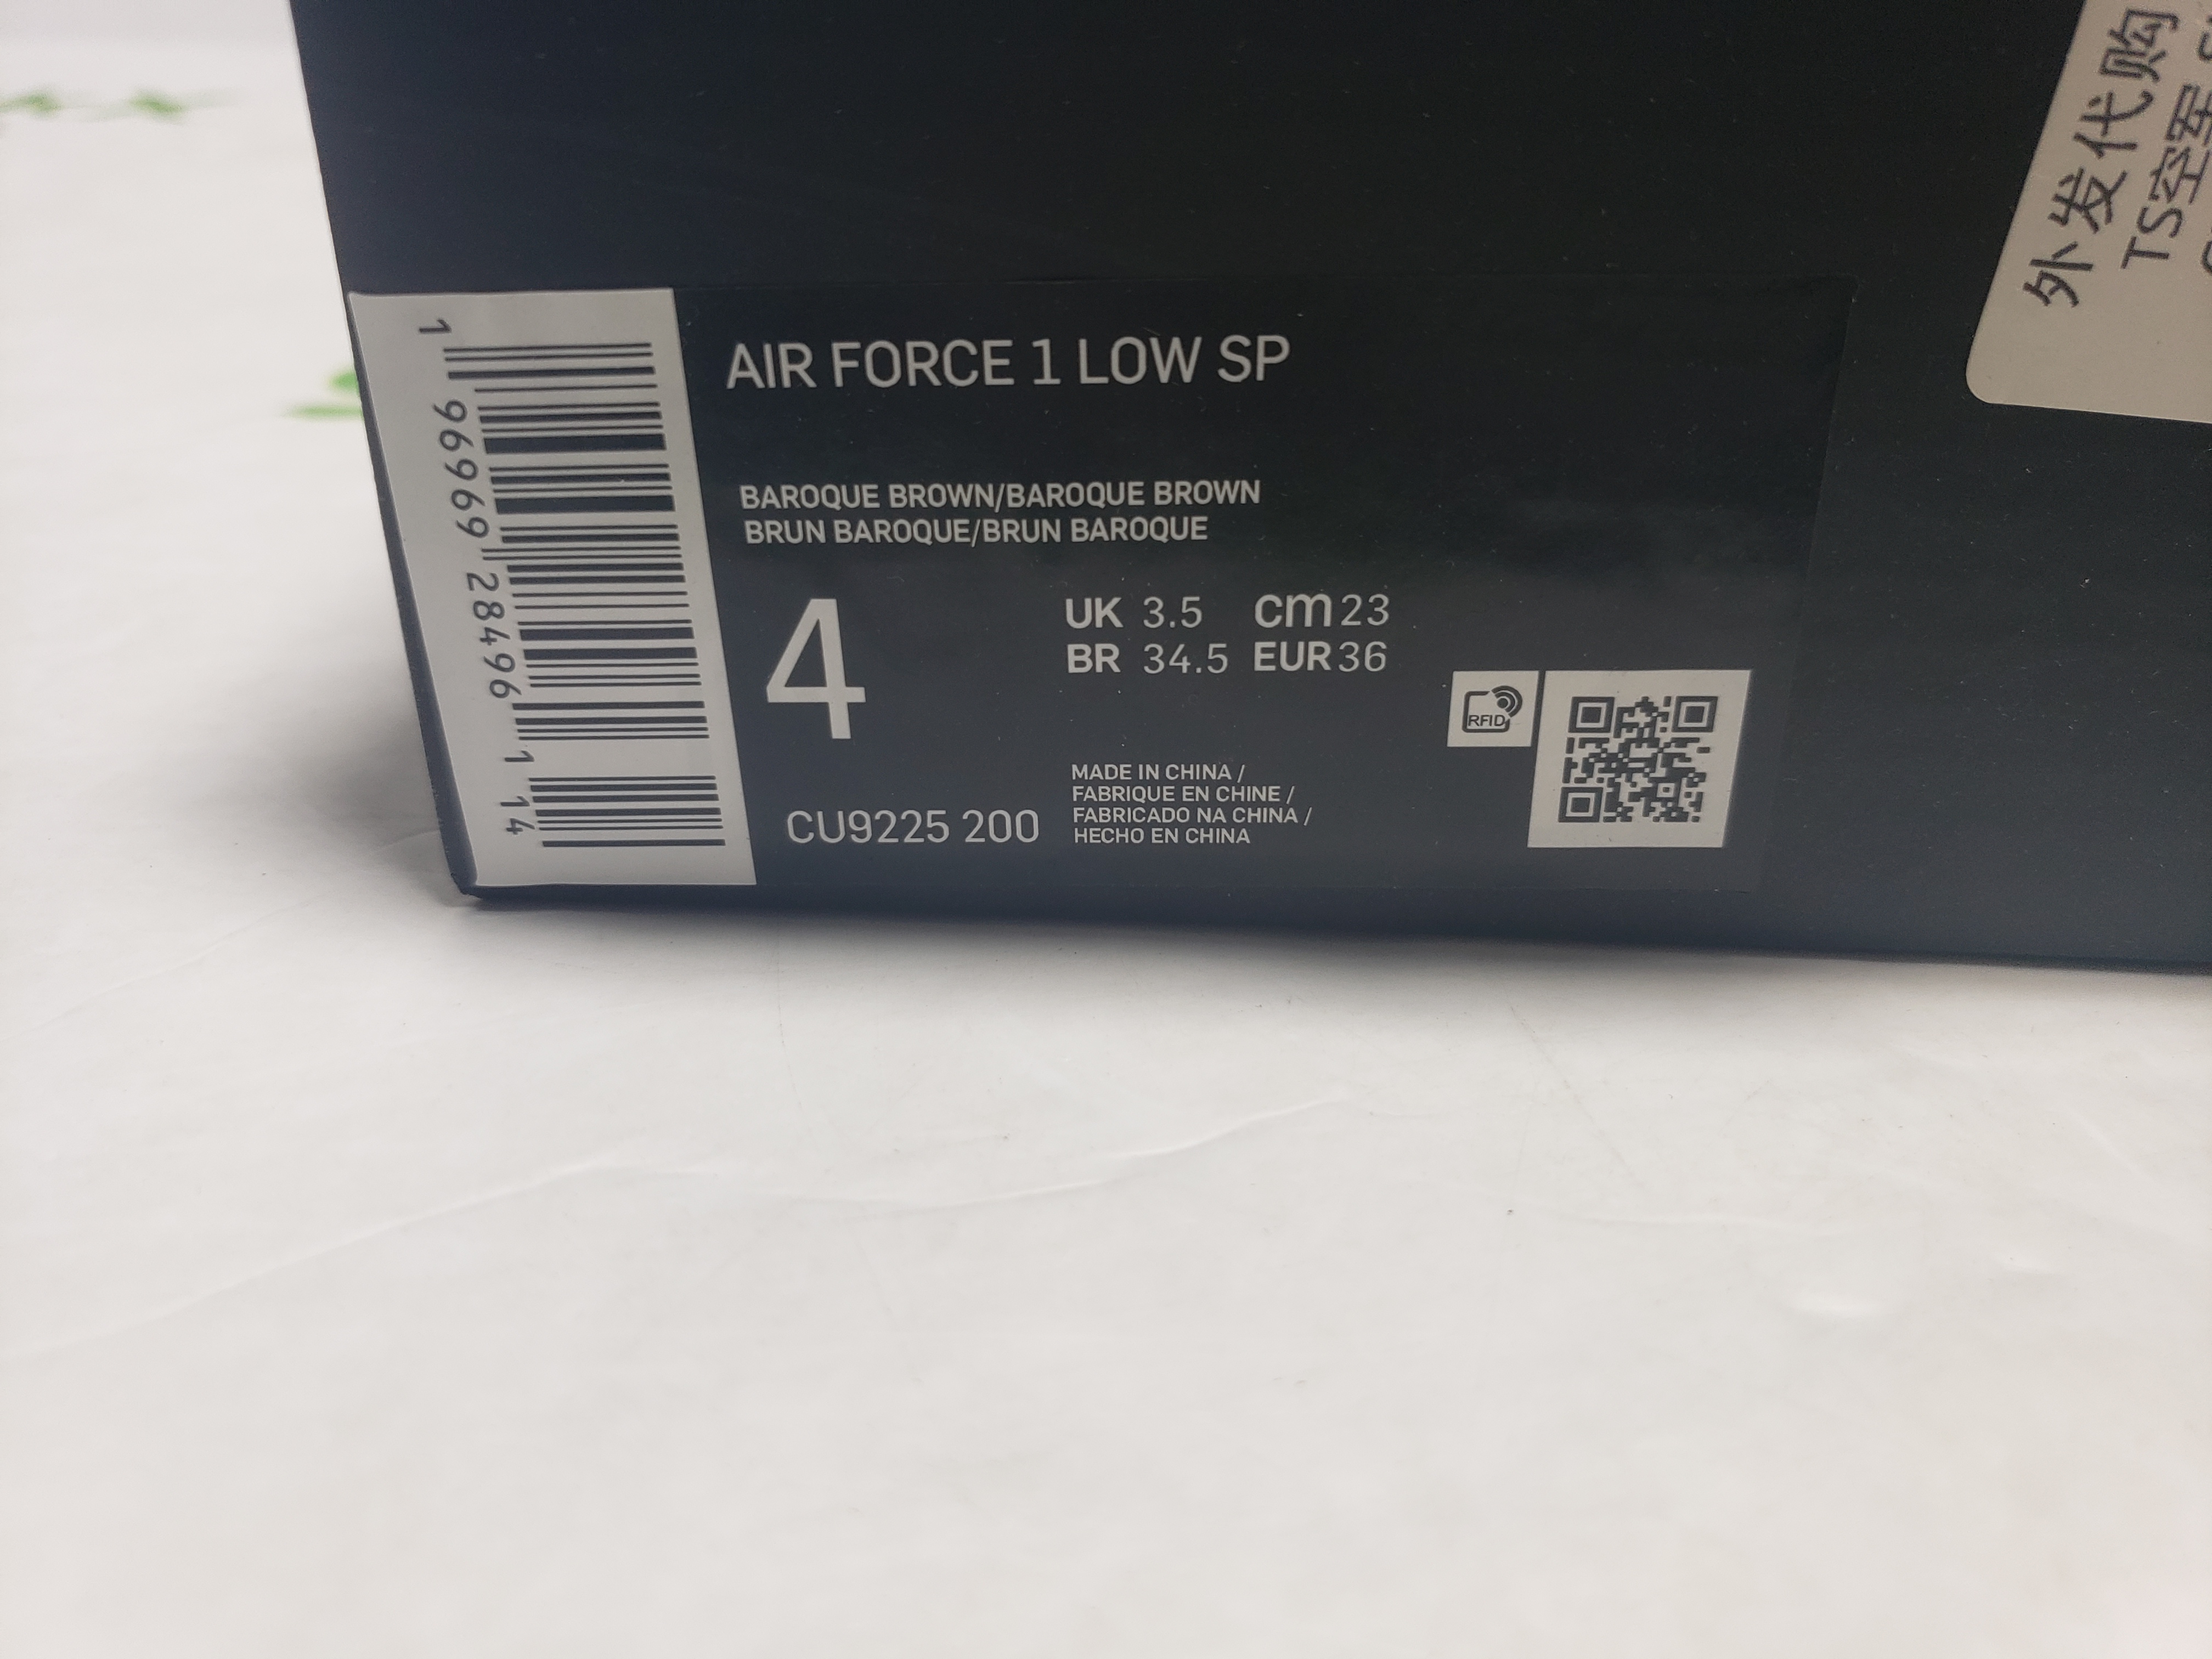 AIR FORCE 1 LOW SP
BAROQUE BROWN/BAROQUE BROWN
BRUN BAROQUE/BRUN BAROQUE
4
UK 3.5 cm 23
BR 34.5 EUR 36
CU9225 200
MADE IN CHINA /
FABRIQUE EN CHINE /
FABRICADO NA CHINA /
HECHO EN CHINA
RFID
1 96969 28496 1 14
外发代购
TS空军